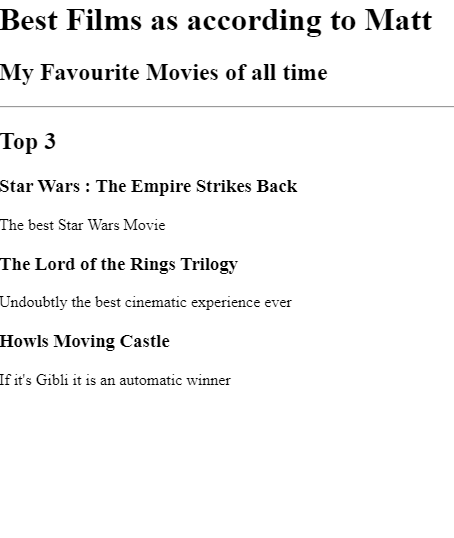 Best Films as according to Matt
My Favourite Movies of all time
Top 3
Star Wars : The Empire Strikes Back
The best Star Wars Movie
The Lord of the Rings Trilogy
Undoubtly the best cinematic experience ever
Howls Moving Castle
If it's Gibli it is an automatic winner